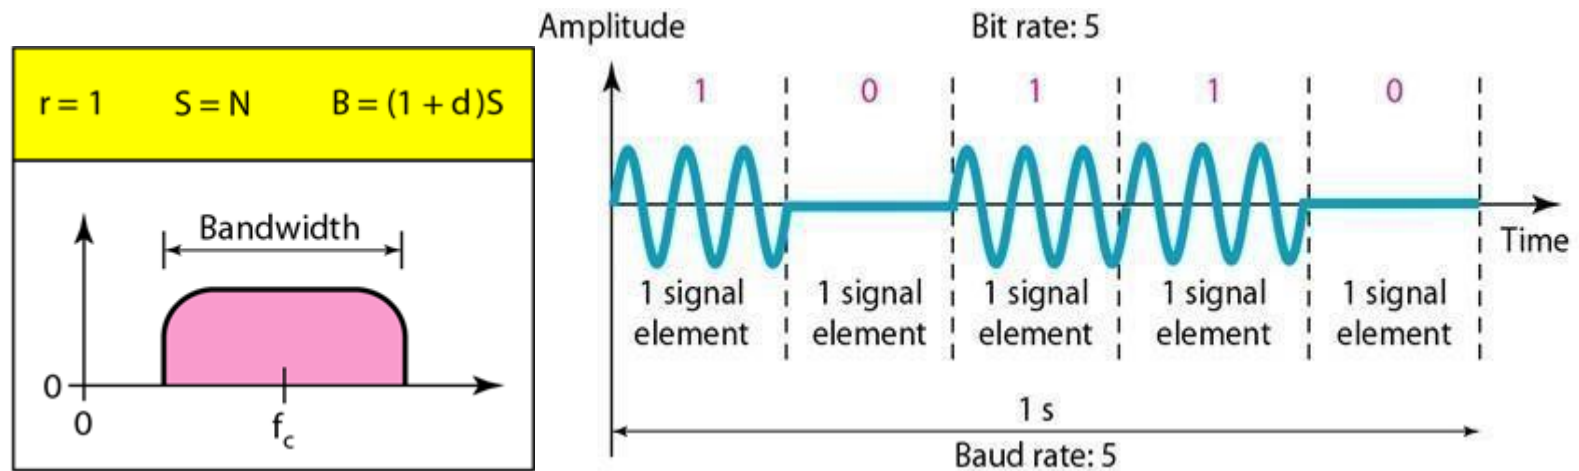 r = 1 S = N B = (1 + d)S
Bandwidth
0
0 f_c
Amplitude Bit rate: 5
1 0 1 1 0
Time
1 signal 1 signal 1 signal 1 signal 1 signal
element element element element element
1 s
Baud rate: 5